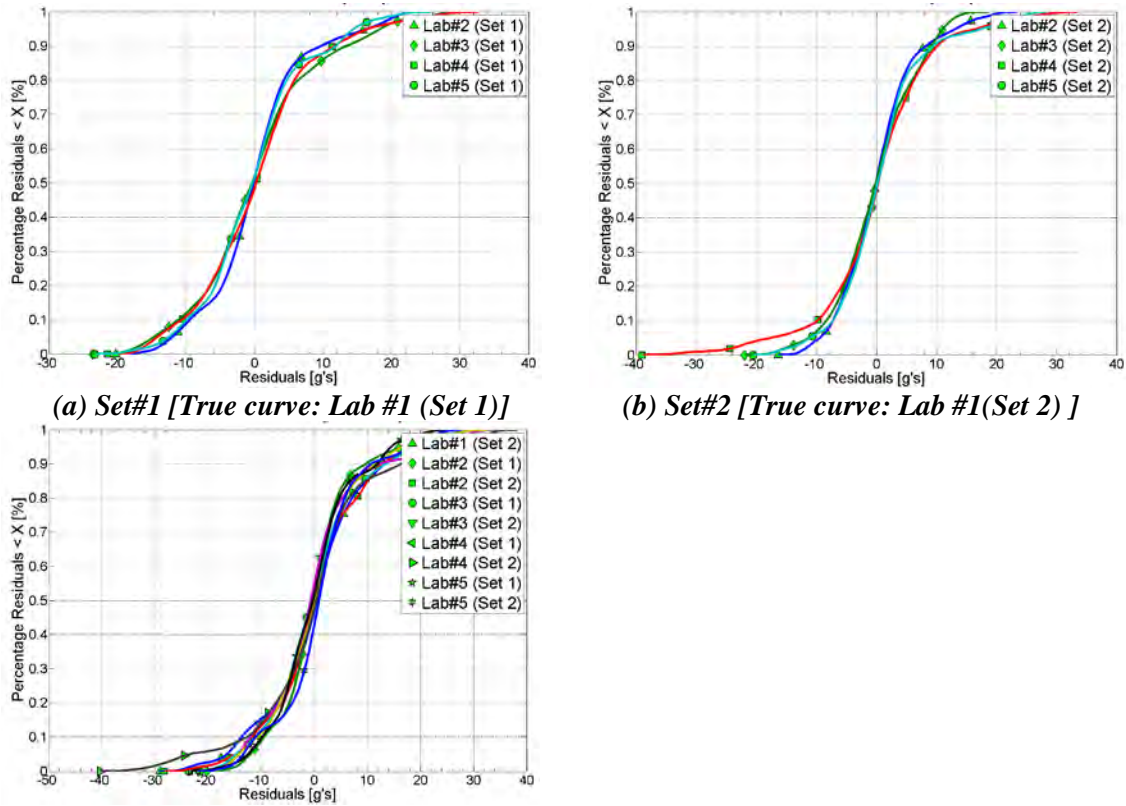 Percentage Residuals < X [%]
1
0.9
0.8
0.7
0.6
0.5
0.4
0.3
0.2
0.1
0
-30 -20 -10 0 10 20 30 40
Residuals [g's]
Lab#2 (Set 1)
Lab#3 (Set 1)
Lab#4 (Set 1)
Lab#5 (Set 1)
(a) Set#1 [True curve: Lab #1 (Set 1)]
Percentage Residuals < X [%]
1
0.9
0.8
0.7
0.6
0.5
0.4
0.3
0.2
0.1
0
-40 -30 -20 -10 0 10 20 30 40
Residuals [g's]
Lab#2 (Set 2)
Lab#3 (Set 2)
Lab#4 (Set 2)
Lab#5 (Set 2)
(b) Set#2 [True curve: Lab #1(Set 2) ]
Percentage Residuals < X [%]
1
0.9
0.8
0.7
0.6
0.5
0.4
0.3
0.2
0.1
0
-50 -40 -30 -20 -10 0 10 20 30 40
Residuals [g's]
Lab#1 (Set 2)
Lab#2 (Set 1)
Lab#2 (Set 2)
Lab#3 (Set 1)
Lab#3 (Set 2)
Lab#4 (Set 1)
Lab#4 (Set 2)
Lab#5 (Set 1)
Lab#5 (Set 2)